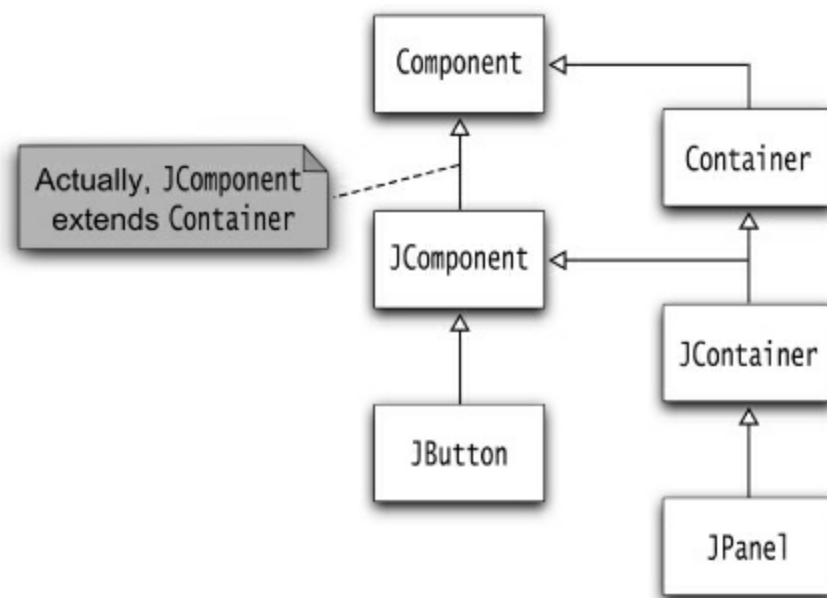 Component
Container
Actually, JComponent
extends Container
JComponent
JContainer
JButton
JPanel